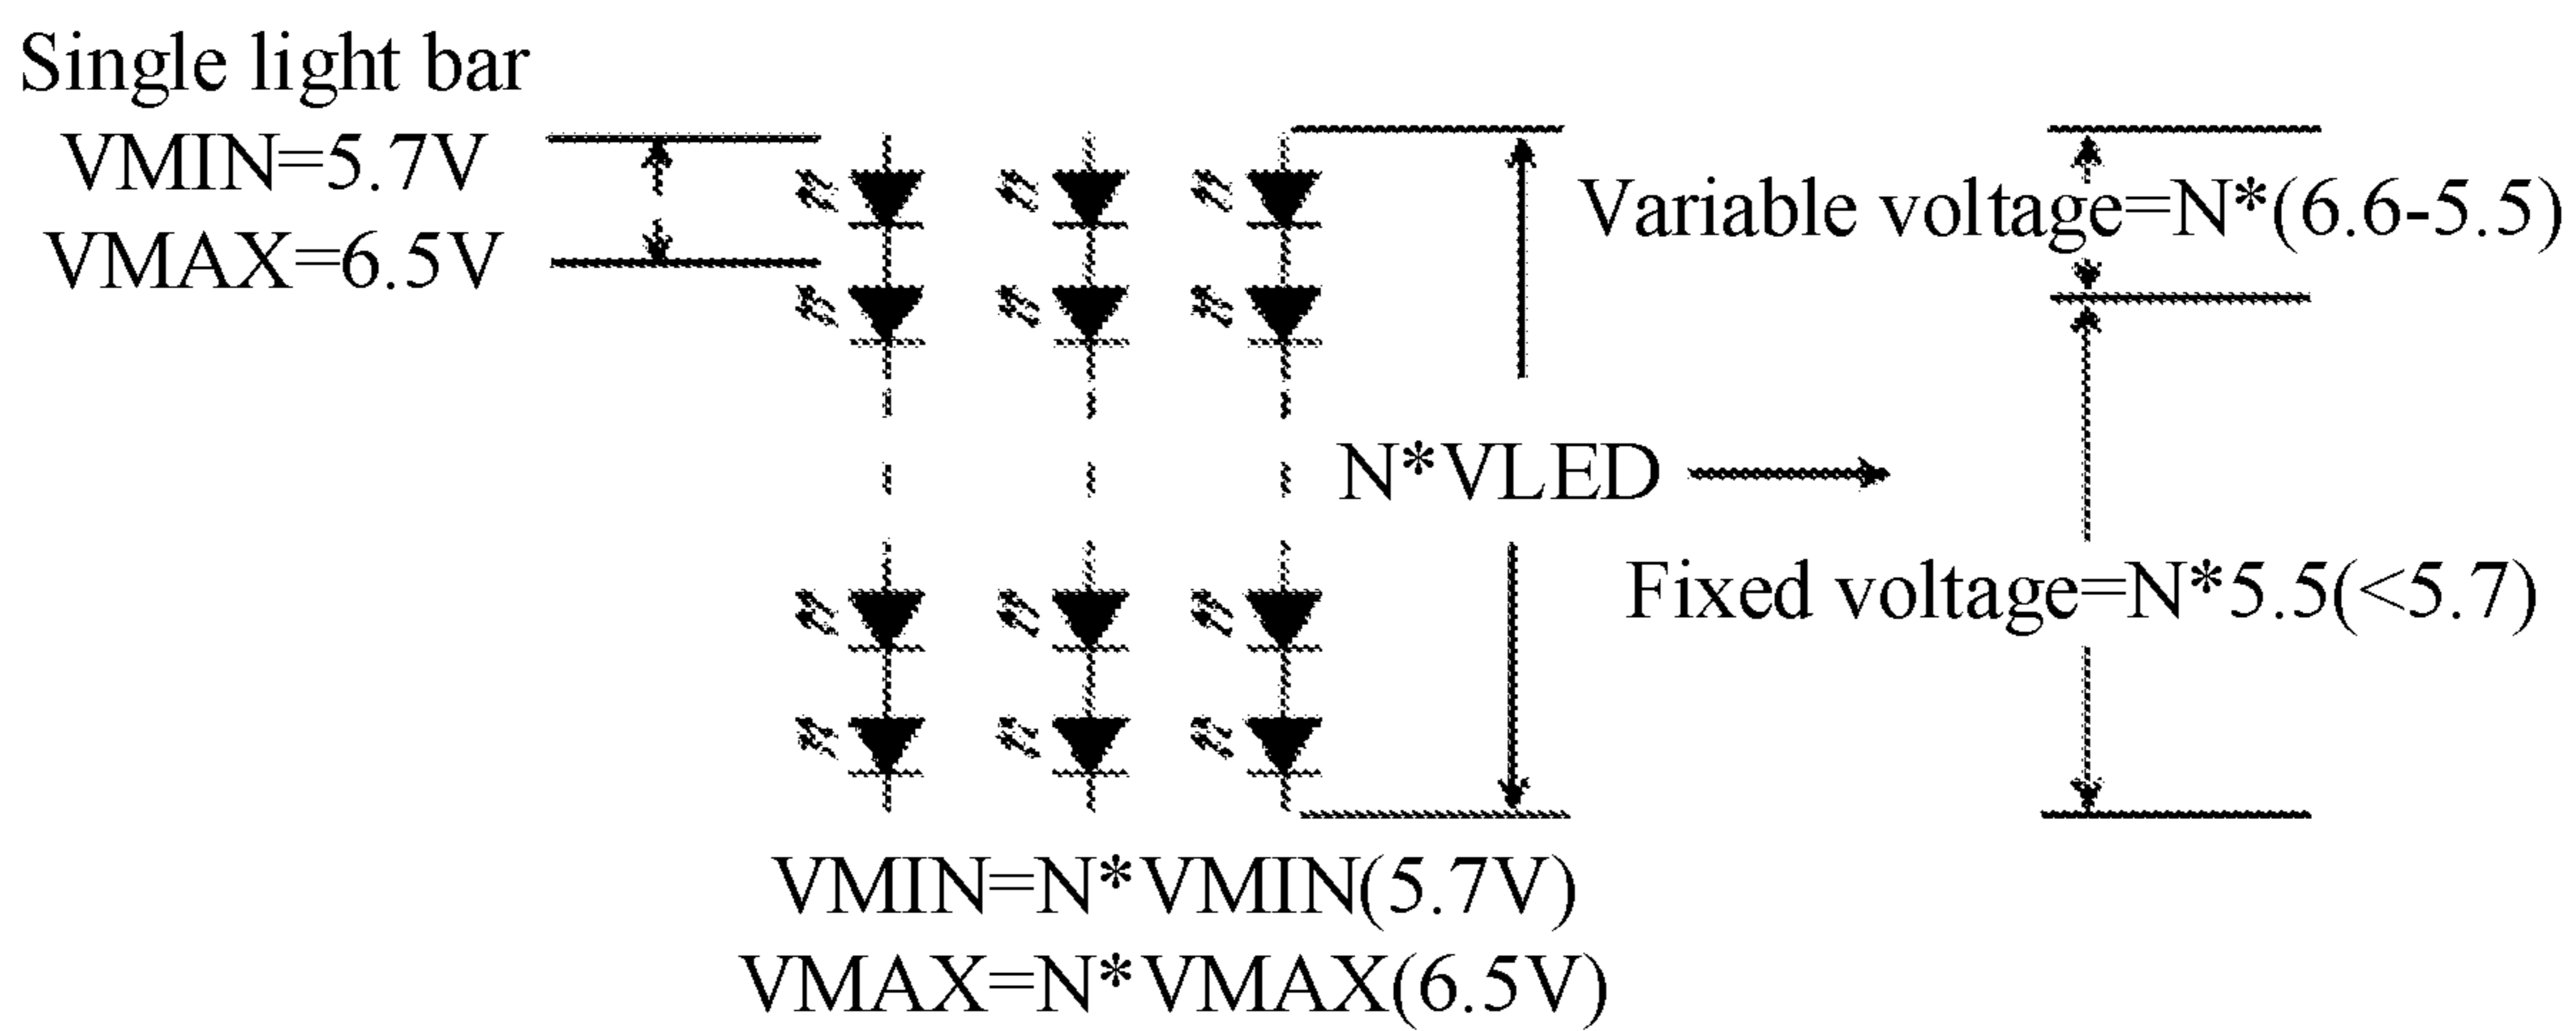 Single light bar
VMIN=5.7V
VMAX=6.5V
Variable voltage=N*(6.6-5.5)
N*VLED
Fixed voltage=N*5.5(<5.7)
VMIN=N*VMIN(5.7V)
VMAX=N*VMAX(6.5V)